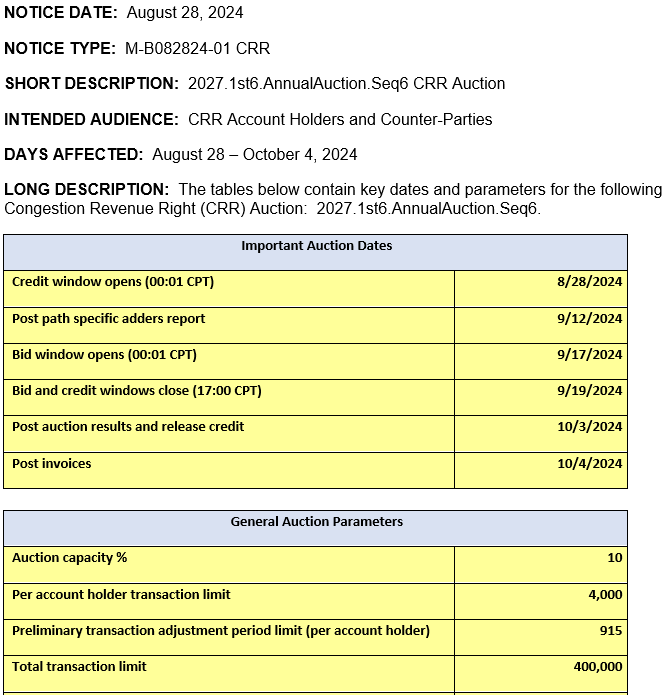 NOTICE DATE: August 28, 2024
NOTICE TYPE: M-B082824-01 CRR
SHORT DESCRIPTION: 2027.1st6.AnnualAuction.Seq6 CRR Auction
INTENDED AUDIENCE: CRR Account Holders and Counter-Parties
DAYS AFFECTED: August 28 – October 4, 2024
LONG DESCRIPTION: The tables below contain key dates and parameters for the following
Congestion Revenue Right (CRR) Auction: 2027.1st6.AnnualAuction.Seq6.
Important Auction Dates
Credit window opens (00:01 CPT) 8/28/2024
Post path specific adders report 9/12/2024
Bid window opens (00:01 CPT) 9/17/2024
Bid and credit windows close (17:00 CPT) 9/19/2024
Post auction results and release credit 10/3/2024
Post invoices 10/4/2024
General Auction Parameters
Auction capacity % 10
Per account holder transaction limit 4,000
Preliminary transaction adjustment period limit (per account holder) 915
Total transaction limit 400,000